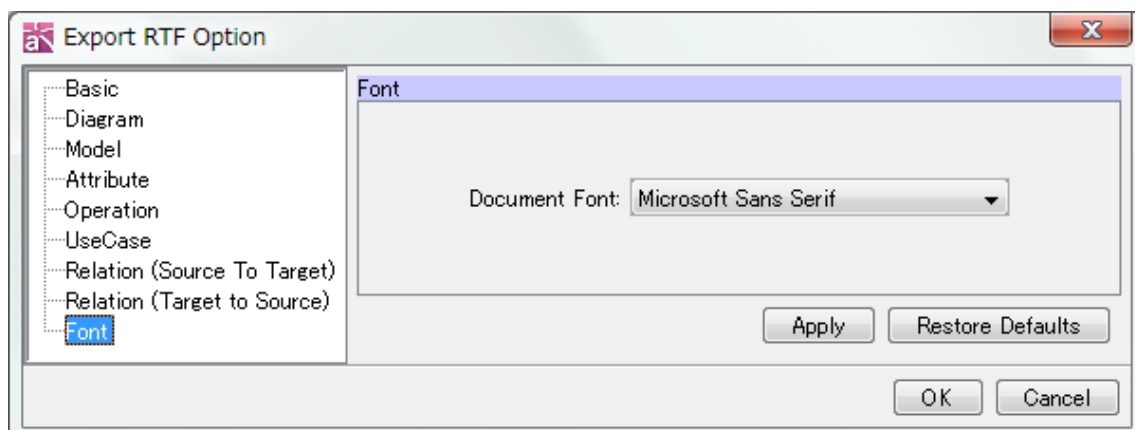 Export RTF Option
Basic
Diagram
Model
Attribute
Operation
UseCase
Relation (Source To Target)
Relation (Target to Source)
Font
Font
Document Font: Microsoft Sans Serif
Apply Restore Defaults
OK Cancel